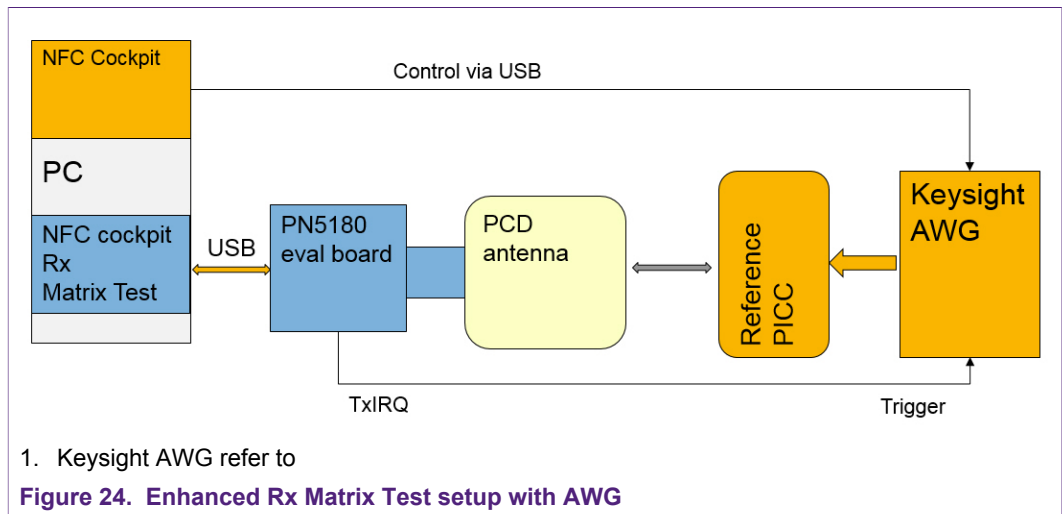 NFC Cockpit
Control via USB
PC
NFC cockpit
Rx
Matrix Test
USB
PN5180
eval board
PCD
antenna
Reference
PICC
Keysight
AWG
TxIRQ
Trigger
1. Keysight AWG refer to
Figure 24. Enhanced Rx Matrix Test setup with AWG